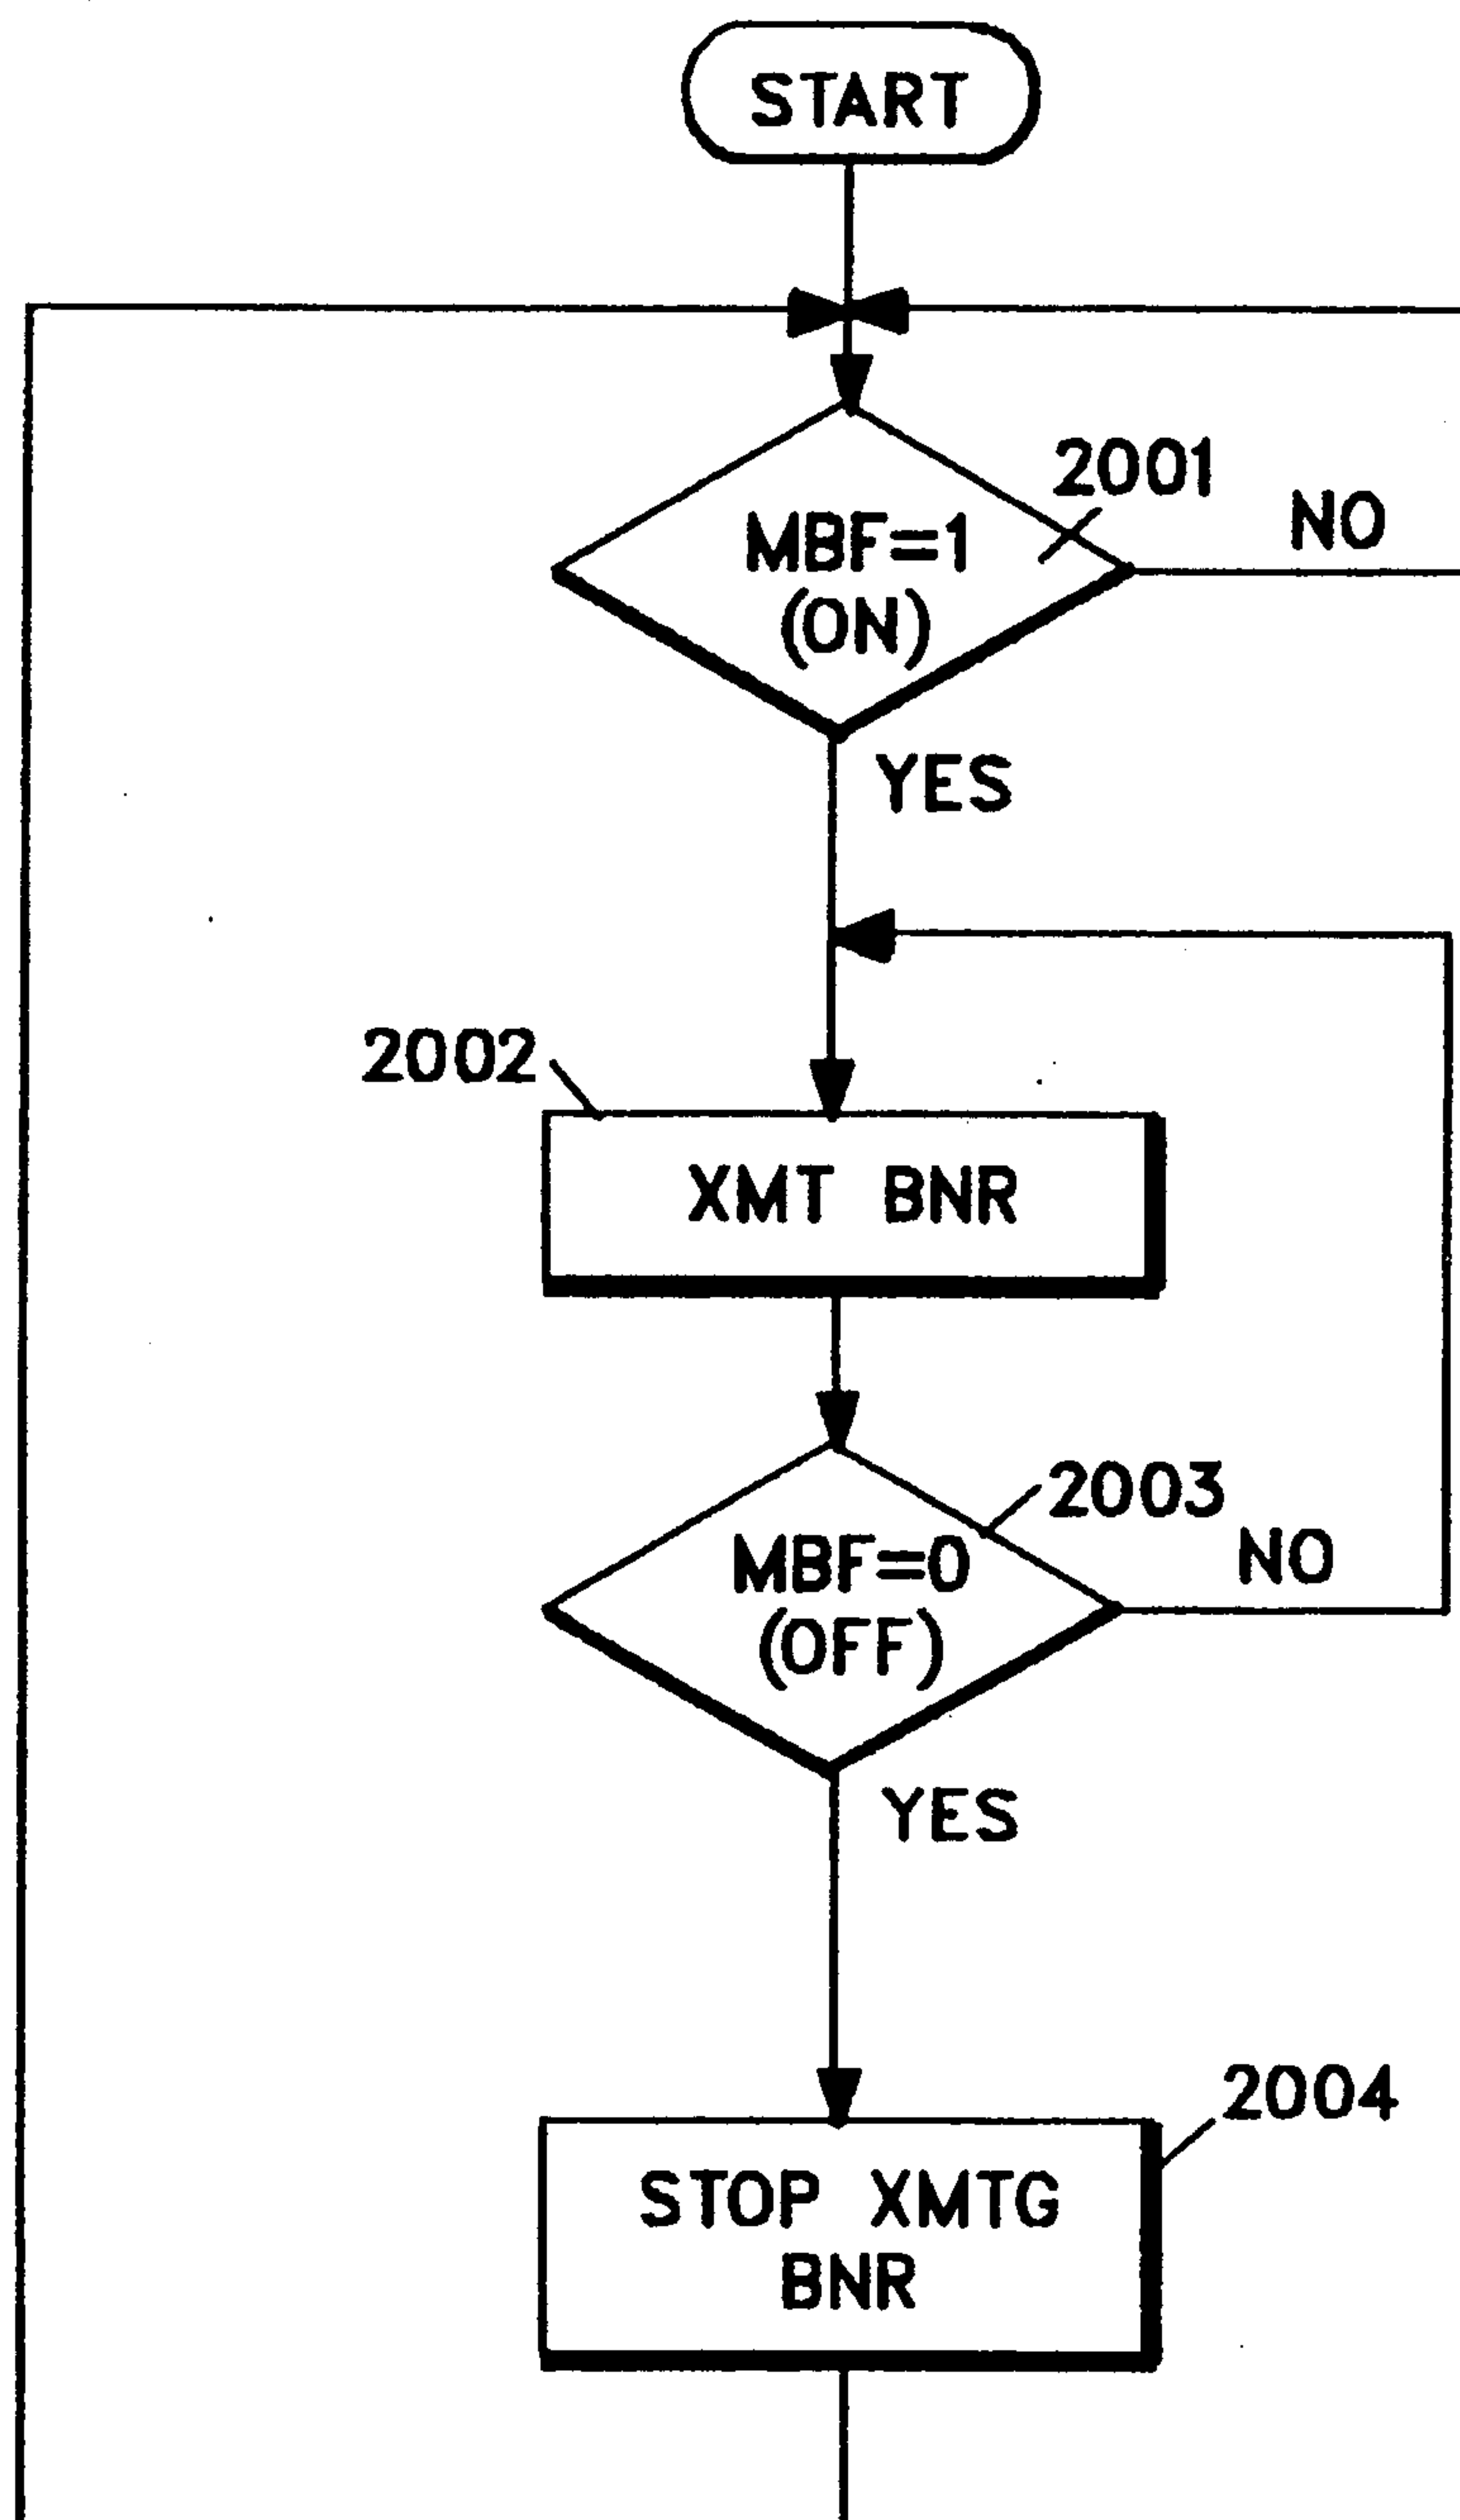 START
2001
NO
MBF=1
(ON)
YES
2002
XMT BNR
2003
NO
MBF=0
(OFF)
YES
2004
STOP XMTG
BNR